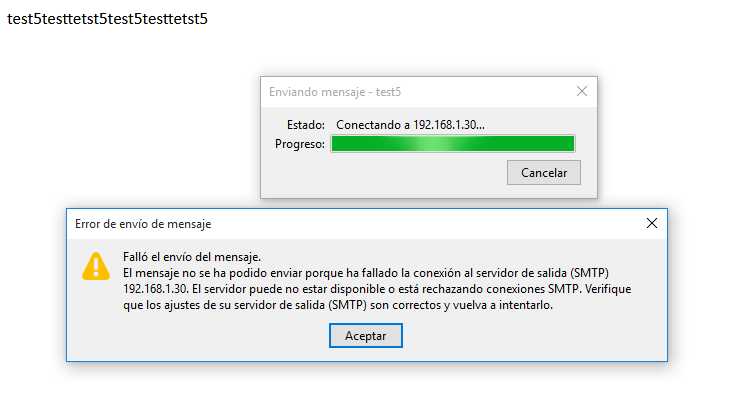 test5testtetst5test5testtetst5
Enviando mensaje - test5
Estado: Conectando a 192.168.1.30...
Progreso:
Cancelar
Error de envío de mensaje
Falló el envío del mensaje.
El mensaje no se ha podido enviar porque ha fallado la conexión al servidor de salida (SMTP)
192.168.1.30. El servidor puede no estar disponible o está rechazando conexiones SMTP. Verifique
que los ajustes de su servidor de salida (SMTP) son correctos y vuelva a intentarlo.
Aceptar